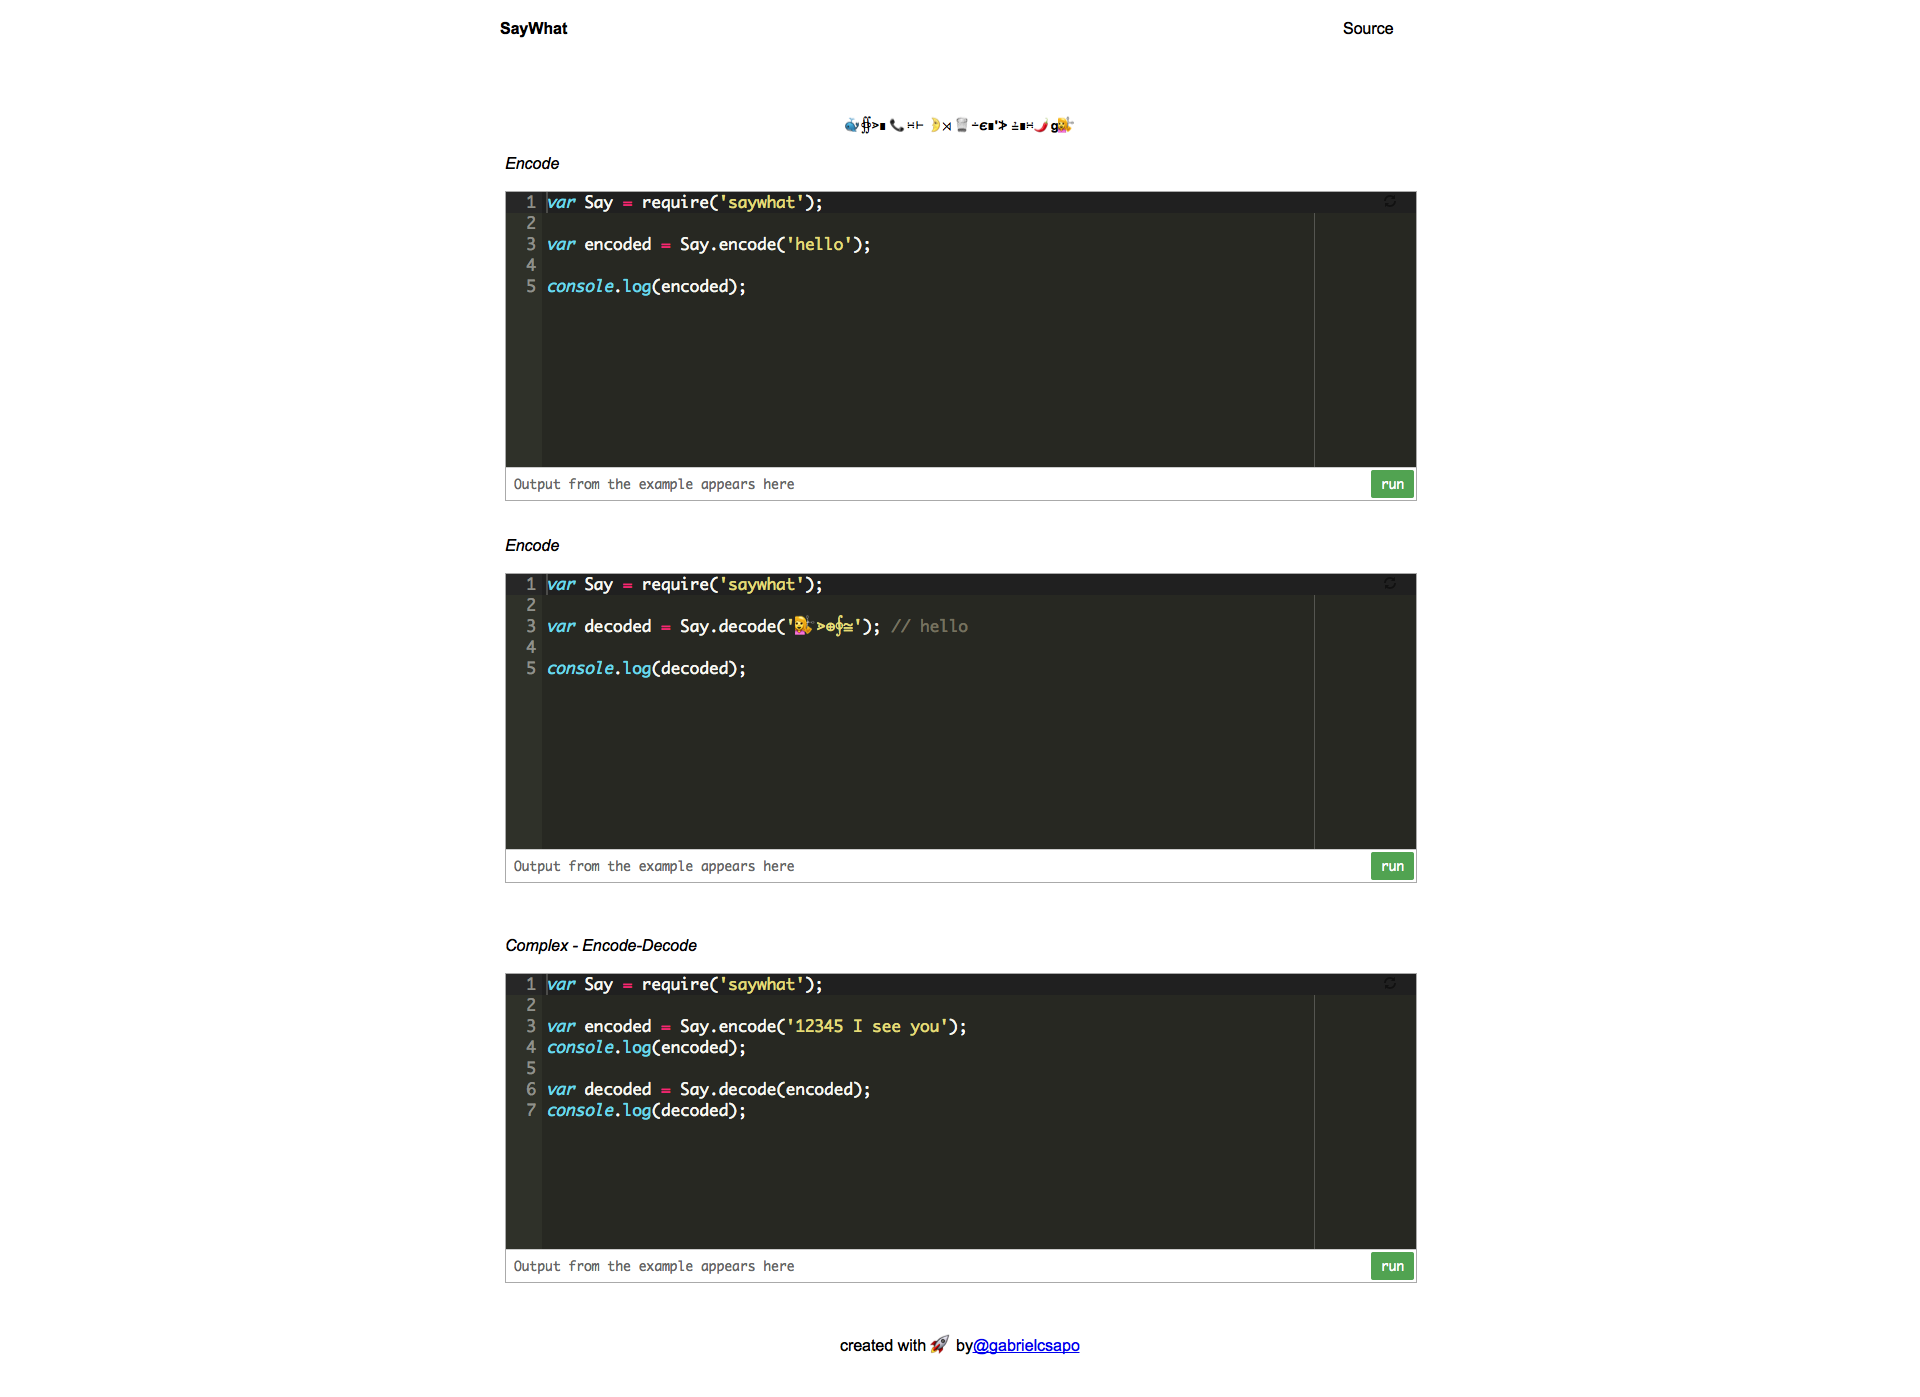 SayWhat
Source
Encode
1 var Say = require('saywhat');
2
3 var encoded = Say.encode('hello');
4
5 console.log(encoded);
Output from the example appears here
run
Encode
1 var Say = require('saywhat');
2
3 var decoded = Say.decode('💇⋗⊕∲≅'); // hello
4
5 console.log(decoded);
Output from the example appears here
run
Complex - Encode-Decode
1 var Say = require('saywhat');
2
3 var encoded = Say.encode('12345 I see you');
4 console.log(encoded);
5
6 var decoded = Say.decode(encoded);
7 console.log(decoded);
Output from the example appears here
run
created with 🚀 by@gabrielcsapo